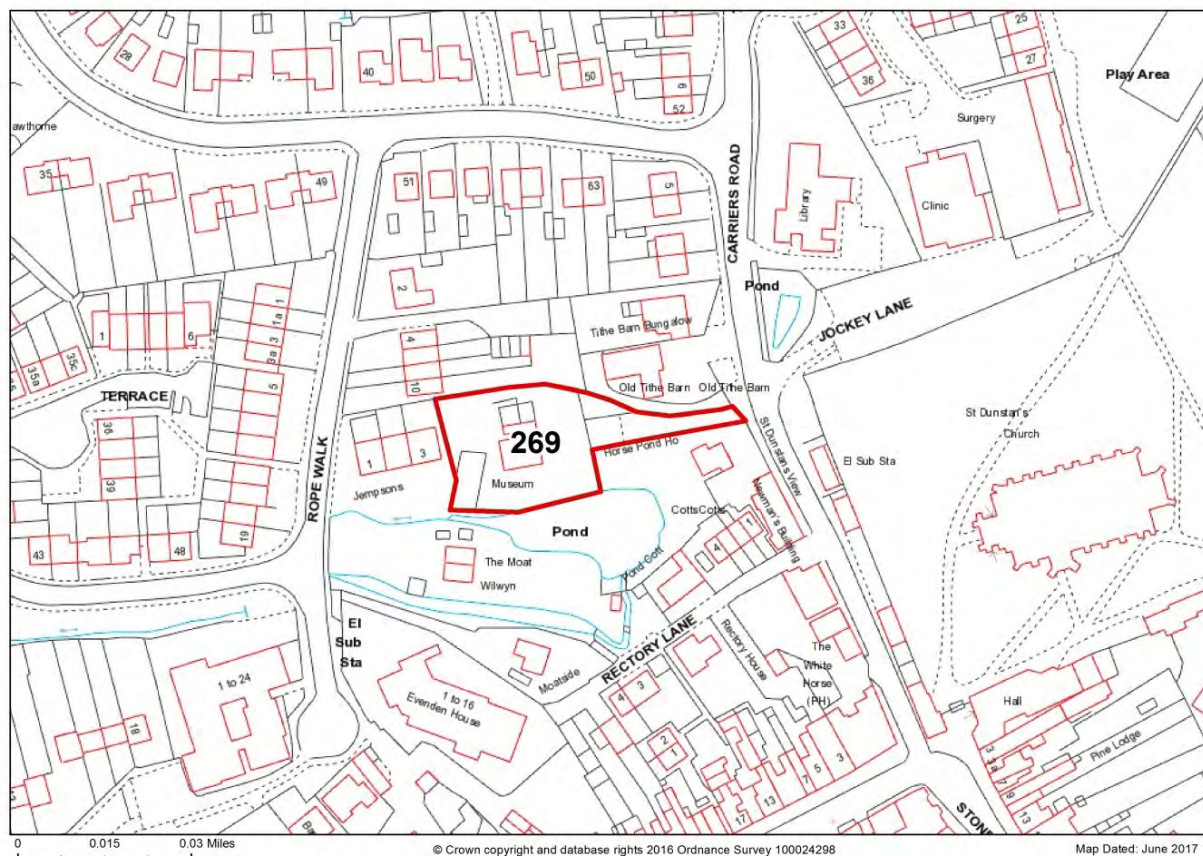 33
25
28
40
50
36
27
Play Area
6
52
Surgery
awthorne
35
49
51
63
5
CARRIERS ROAD
Library
Clinic
2
Pond
1
6
1a 1
3a 3
4
Tithe Barn Bungalow
JOCKEY LANE
35a
35c
10
5
Old Tithe Barn
Old Tithe Barn
TERRACE
St Dunstan's
Church
36
269
St Dunstan's View
Horse Pond Ho
El Sub Sta
39
1
3
Museum
Jempsons
ROPE WALK
Newman's Building
Cotts
Cotts
1
4
43
48
19
Pond
The Moat
Wilwyn
Pond Cott
El
Sub
Sta
RECTORY LANE
Rectory House
The
White
Horse
(PH)
1 to 24
Moatside
1 to 16
Evenden House
4
3
Hall
18
2
1
3
3a
7
9
Pine Lodge
17
7
5
3
13
13
17
0
0.015
0.03 Miles
© Crown copyright and database rights 2016 Ordnance Survey 100024298
Map Dated: June 2017